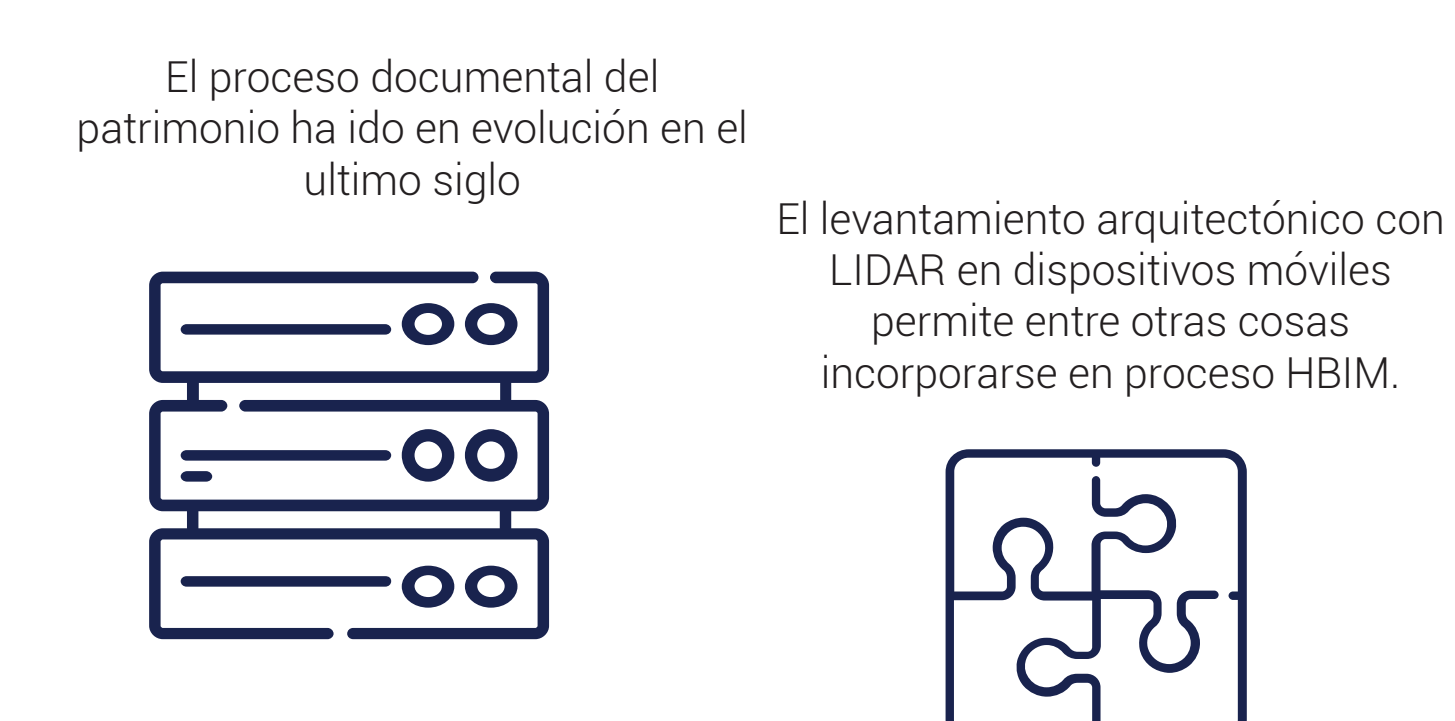 El proceso documental del
patrimonio ha ido en evolución en el
ultimo siglo
El levantamiento arquitectónico con
LIDAR en dispositivos móviles
permite entre otras cosas
incorporarse en proceso HBIM.